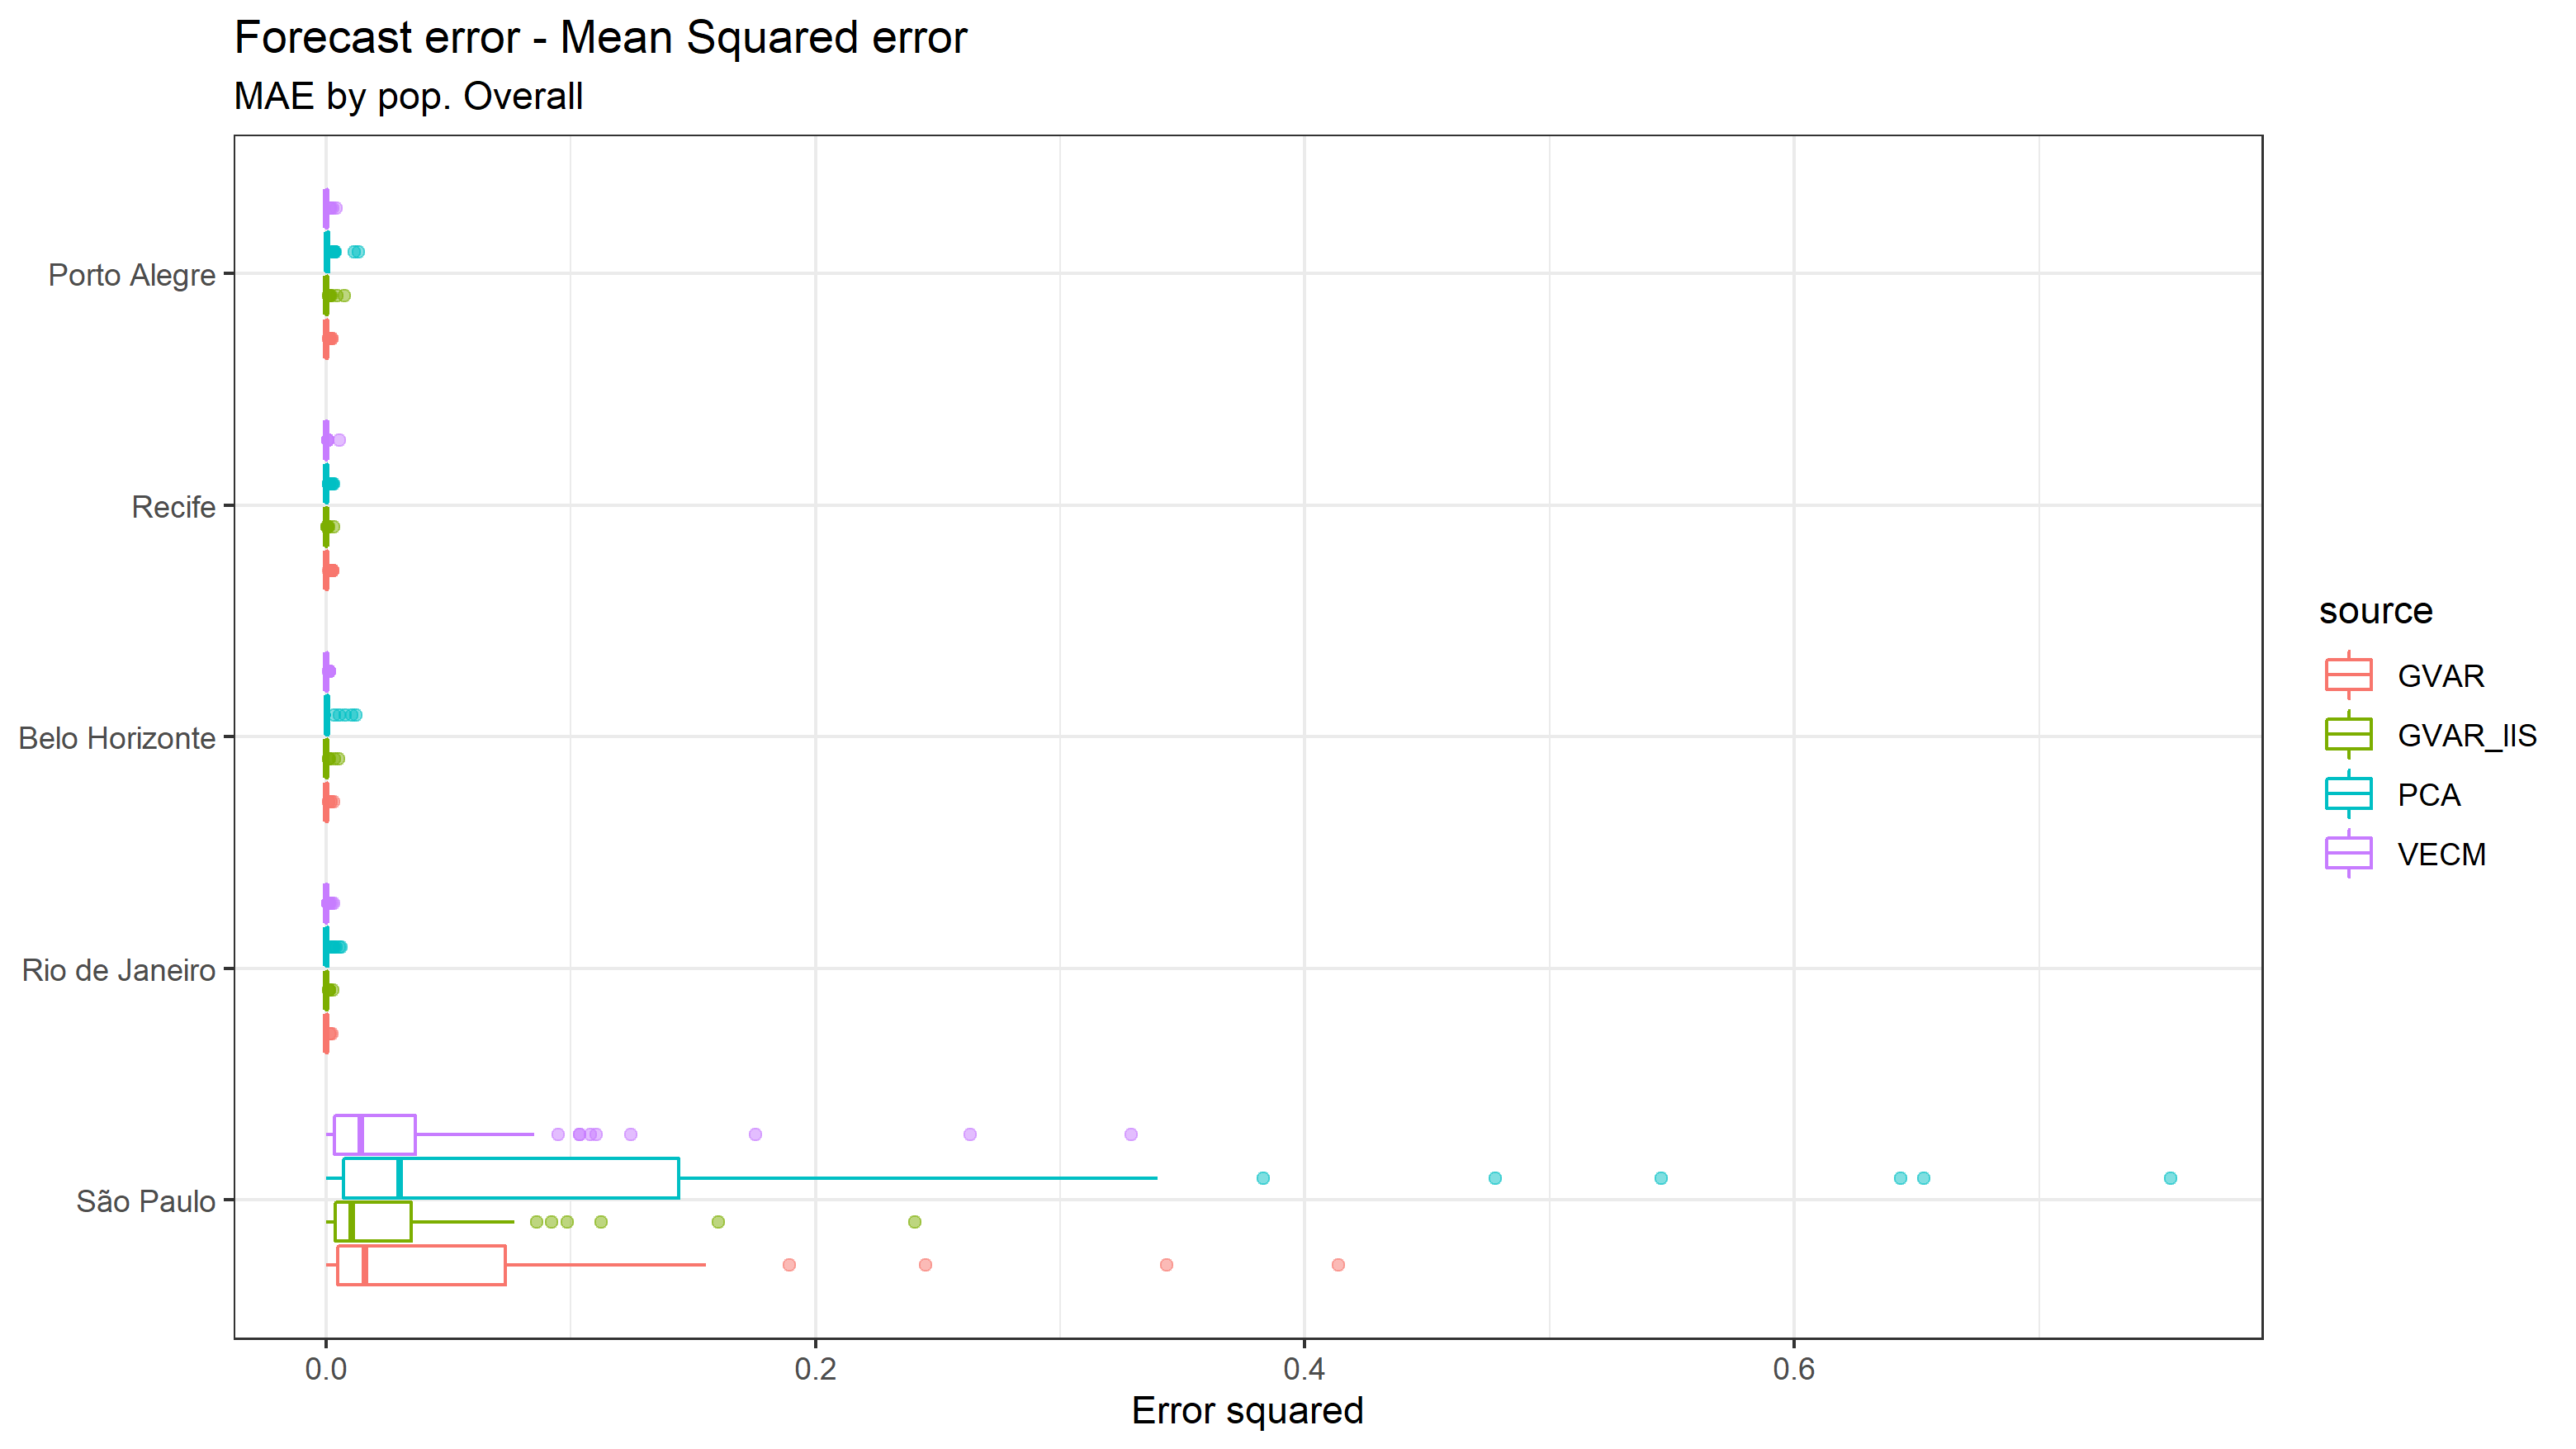 Forecast error - Mean Squared error
MAE by pop. Overall
Porto Alegre
Recife
Belo Horizonte
Rio de Janeiro
São Paulo
0.0
0.2
0.4
0.6
Error squared
source
GVAR
GVAR_IIS
PCA
VECM